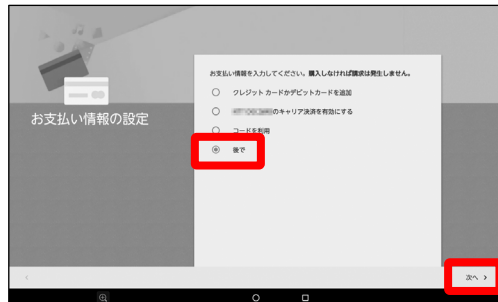 お支払い情報の設定
お支払い情報を入力してください。購入しなければ請求は発生しません。
クレジット カードかデビットカードを追加
のキャリア決済を有効にする
コードを利用
後で
次へ